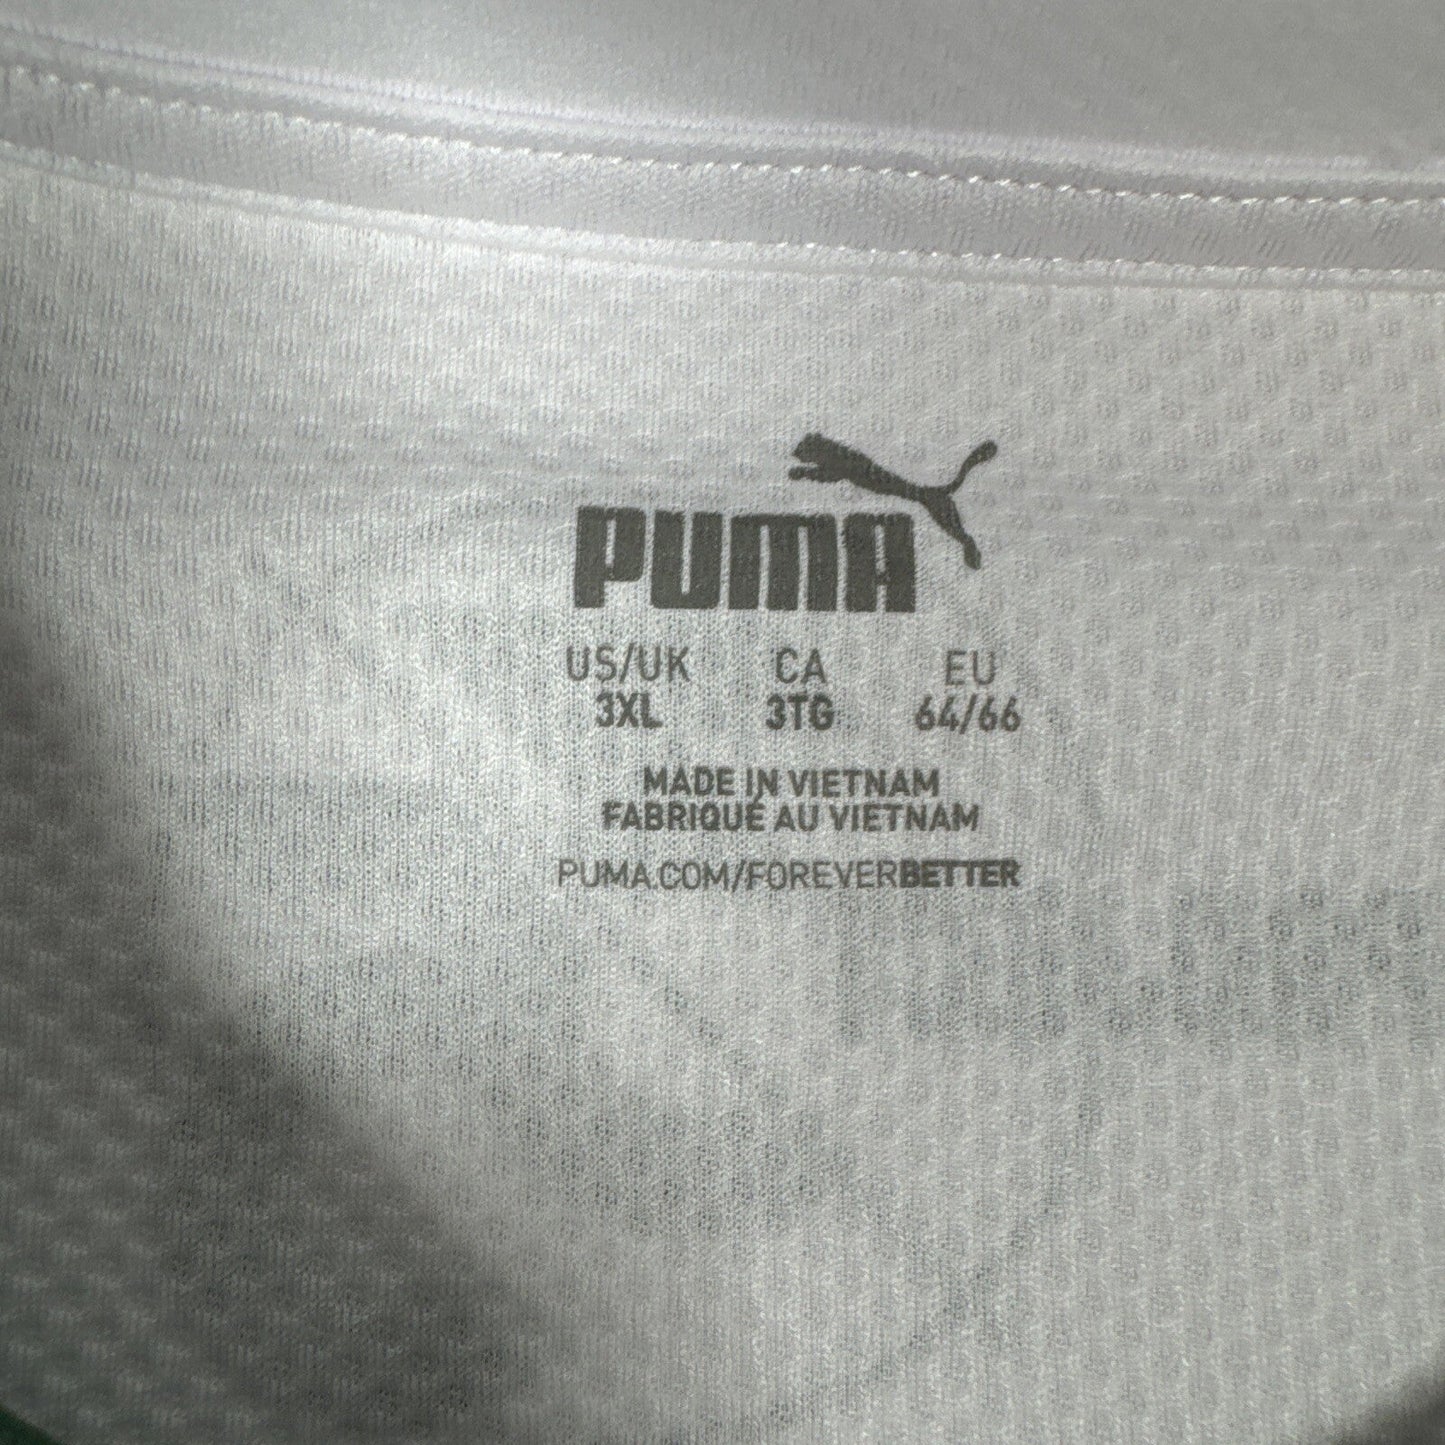 PUMA
US/UK CA EU
3XL 3TG 64/66
MADE IN VIETNAM
FABRIQUÉ AU VIETNAM
PUMA.COM/FOREVERBETTER